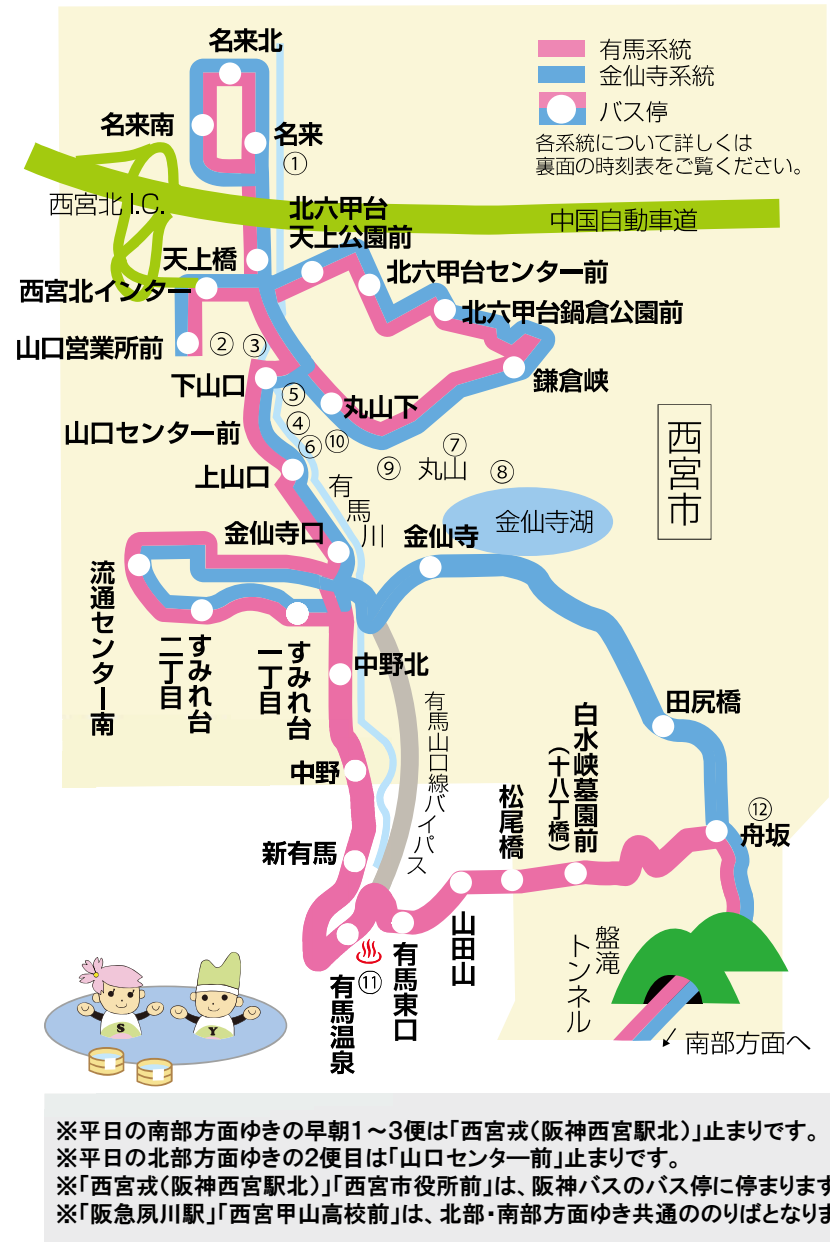 名来北
有馬系統
金仙寺系統
バス停
各系統について詳しくは
裏面の時刻表をご覧ください。
名来南
名来
①
西宮北 I.C.
中国自動車道
北六甲台
天上公園前
天上橋
北六甲台センター前
西宮北インター
北六甲台鍋倉公園前
山口営業所前
②
③
下山口
鎌倉峡
⑤
丸山下
山口センター前
④
⑥
⑩
⑦
⑨
丸山
⑧
西宮市
上山口
有馬川
金仙寺湖
金仙寺口
金仙寺
流通センター南
すみれ台
二丁目
すみれ台
一丁目
中野北
有馬山口線バイパス
田尻橋
白水峡墓園前
(十八丁橋)
松尾橋
中野
⑫
舟坂
新有馬
山田山
盤滝
トンネル
⑪
有馬温泉
有馬東口
S
Y
南部方面へ
※平日の南部方面ゆきの早朝1～3便は「西宮戎(阪神西宮駅北)」止まりです。
※平日の北部方面ゆきの2便目は「山口センター前」止まりです。
※「西宮戎(阪神西宮駅北)」「西宮市役所前」は、阪神バスのバス停に停まります
※「阪急夙川駅」「西宮甲山高校前」は、北部・南部方面ゆき共通ののりばとなりま